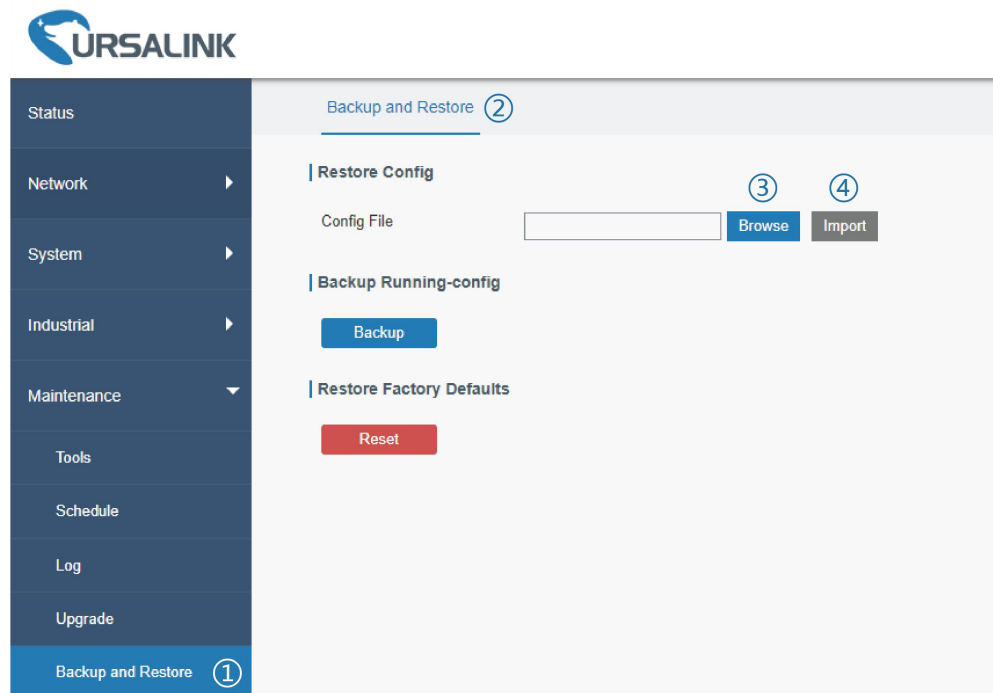 URSALINK
Status
Network
System
Industrial
Maintenance
Tools
Schedule
Log
Upgrade
Backup and Restore ①
Backup and Restore ②
Restore Config
③ ④
Config File Browse Import
Backup Running-config
Backup
Restore Factory Defaults
Reset